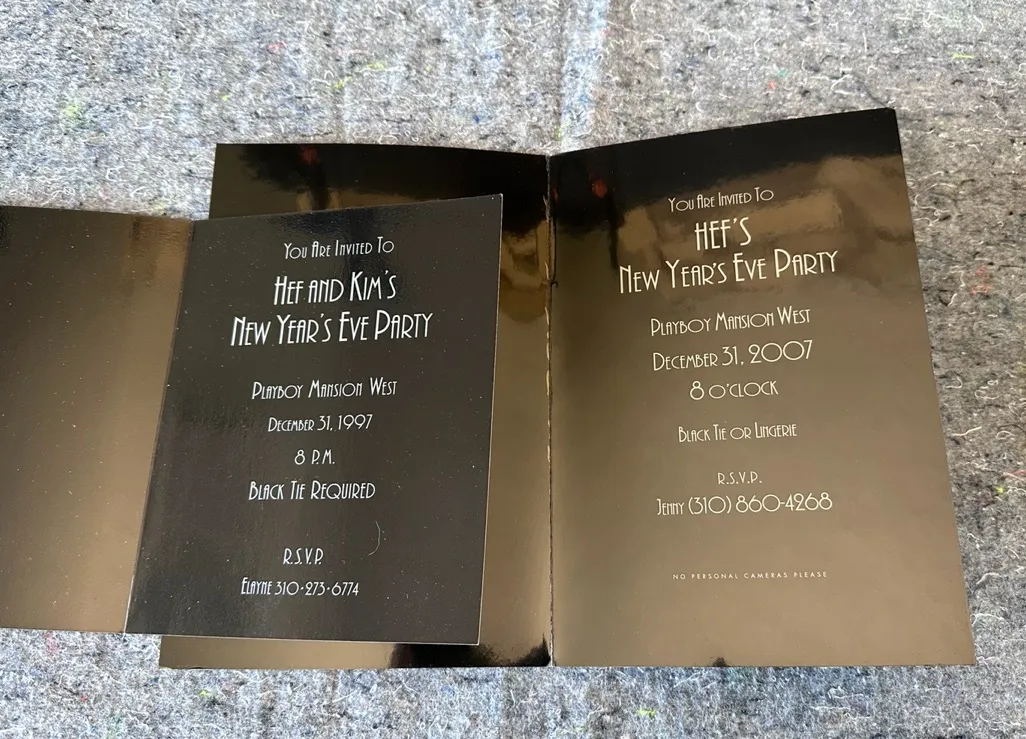 You Are Invited To
Hef and Kim's
New Year's Eve Party
Playboy Mansion West
December 31, 1997
8 P.M.
Black Tie Required
R.S.V.P.
Elayne 310-273-6774
You Are Invited To
HEF'S
New Year's Eve Party
Playboy Mansion West
December 31, 2007
8 o'clock
Black Tie or Lingerie
R.S.V.P.
Jenny (310) 860-4268
NO PERSONAL CAMERAS PLEASE